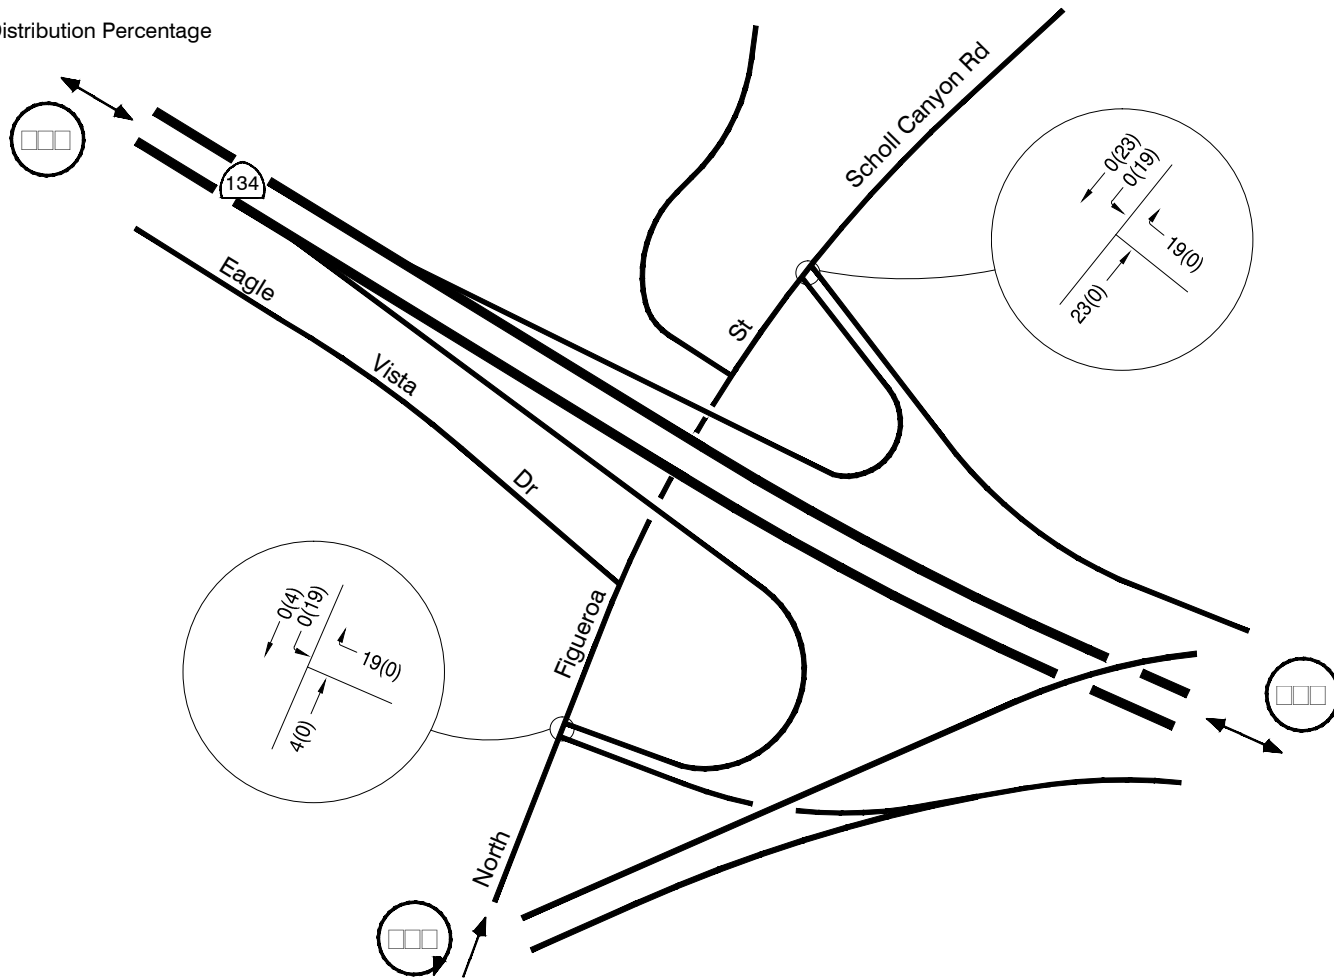 istribution Percentage
Scholl Canyon Rd
0(23)
0(19)
19(0)
23(0)
134
Eagle
Vista
Dr
St
Figueroa
North
0(4)
0(19)
19(0)
4(0)